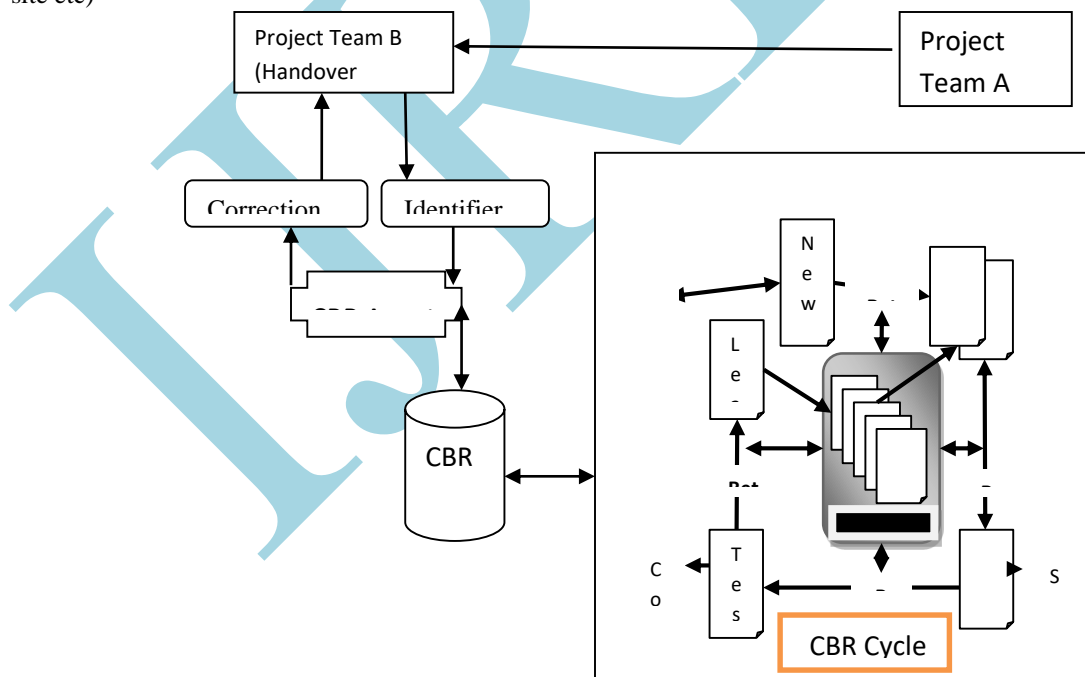 site etc)
Project Team B
(Handover
Project
Team A
Correction
Identifier
N
e
w
L
e
CBR
T
e
s
C
o
S
CBR Cycle